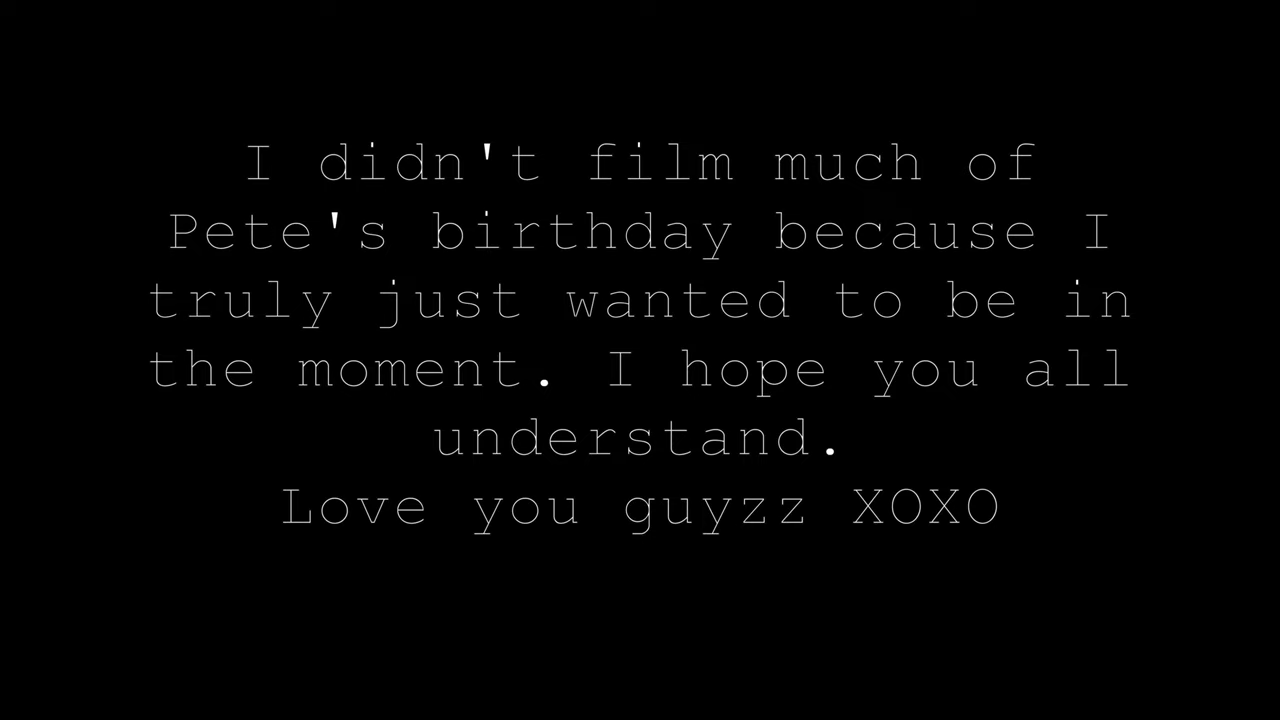 I didn't film much of
Pete's birthday because I
truly just wanted to be in
the moment. I hope you all
understand.
Love you guyzz XOXO